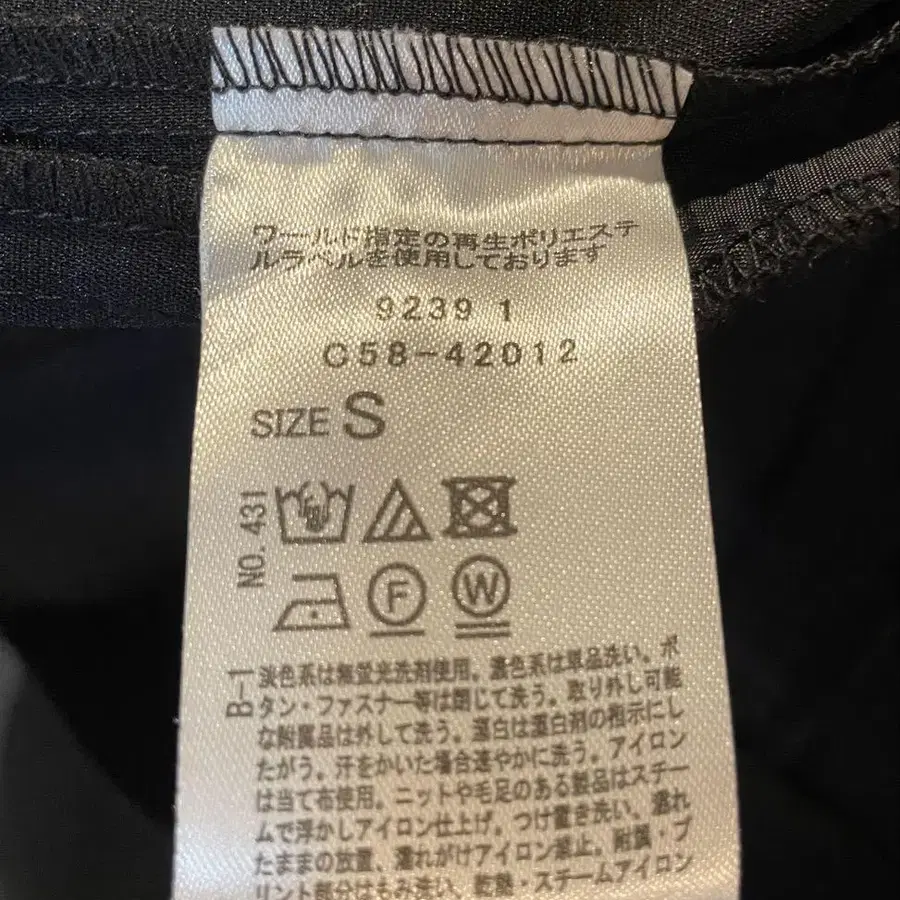 ワールド指定の再生ポリエステ
ルラベルを使用しております
9239 1
C58-42012
SIZE S
NO. 431
F W
B-1
淡色系は無蛍光洗剤使用。濃色系は単品洗い。ボ
タン・ファスナー等は閉じて洗う。取り外し可能
な附属品は外して洗う。漂白は漂白剤の指示にし
たがう。汗をかいた場合速やかに洗う。アイロン
は当て布使用。ニットや毛足のある製品はスチー
ムで浮かしアイロン仕上げ。つけ置き洗い、濡れ
たままの放置、濡れがけアイロン禁止。附属・プ
リント部分はもみ洗い、乾熱・スチームアイロン